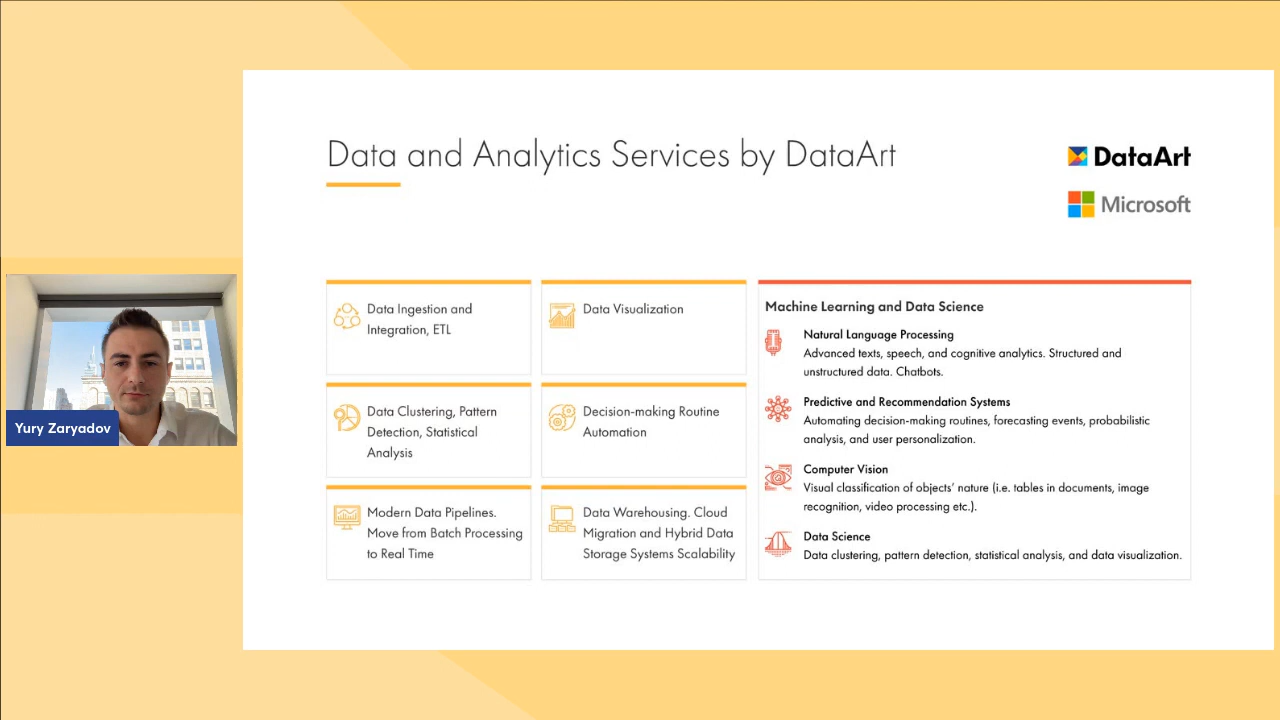 Data and Analytics Services by DataArt
DataArt
Microsoft
Data Ingestion and
Integration, ETL
Data Visualization
Data Clustering, Pattern
Detection, Statistical
Analysis
Decision-making Routine
Automation
Modern Data Pipelines.
Move from Batch Processing
to Real Time
Data Warehousing. Cloud
Migration and Hybrid Data
Storage Systems Scalability
Machine Learning and Data Science
Natural Language Processing
Advanced texts, speech, and cognitive analytics. Structured and
unstructured data. Chatbots.
Predictive and Recommendation Systems
Automating decision-making routines, forecasting events, probabilistic
analysis, and user personalization.
Computer Vision
Visual classification of objects’ nature (i.e. tables in documents, image
recognition, video processing etc.).
Data Science
Data clustering, pattern detection, statistical analysis, and data visualization.
Yury Zaryadov